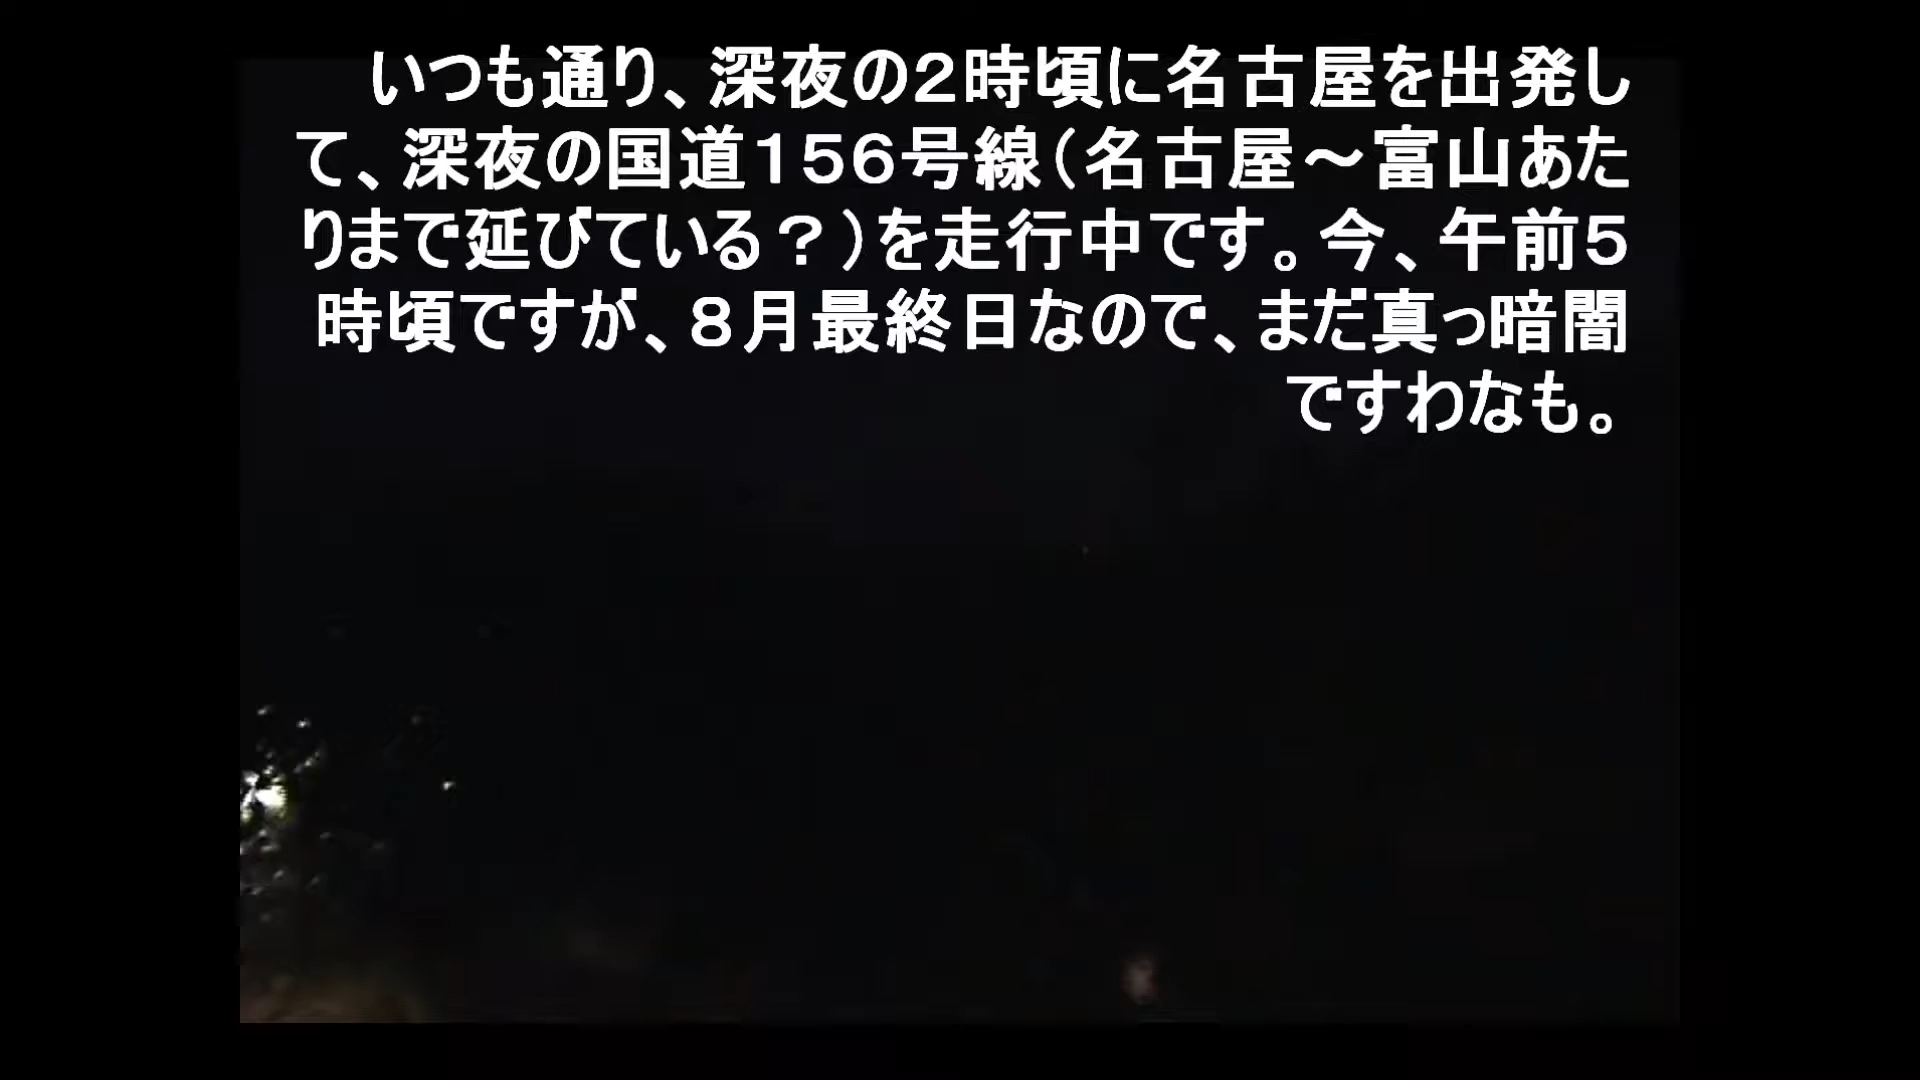 いつも通り、深夜の２時頃に名古屋を出発し
て、深夜の国道１５６号線（名古屋～富山あた
りまで延びている？）を走行中です。今、午前５
時頃ですが、８月最終日なので、まだ真っ暗闇
ですわなも。